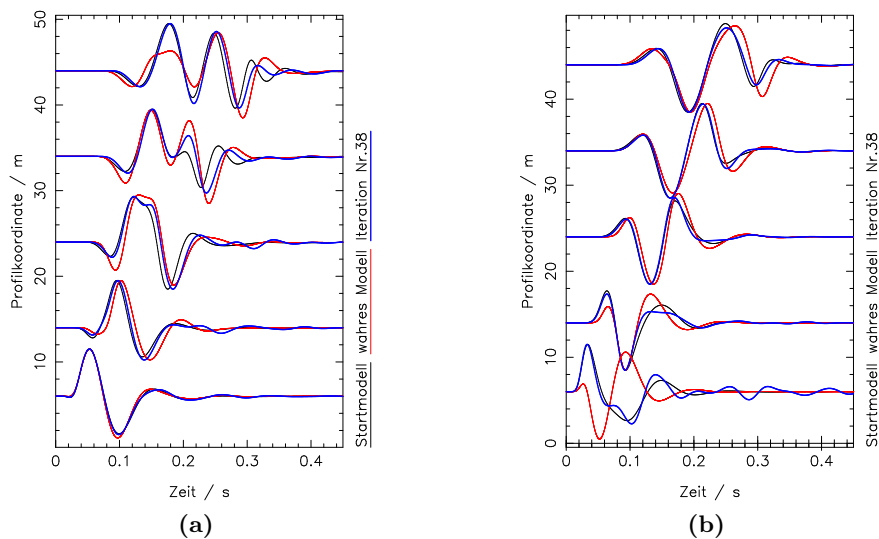 50
40
30
20
10
Profilkoordinate / m
0
0.1
0.2
0.3
0.4
Zeit / s
Startmodell wahres Modell Iteration Nr.38
(a)
40
30
20
10
0
Profilkoordinate / m
0
0.1
0.2
0.3
0.4
Zeit / s
Startmodell wahres Modell Iteration Nr.38
(b)